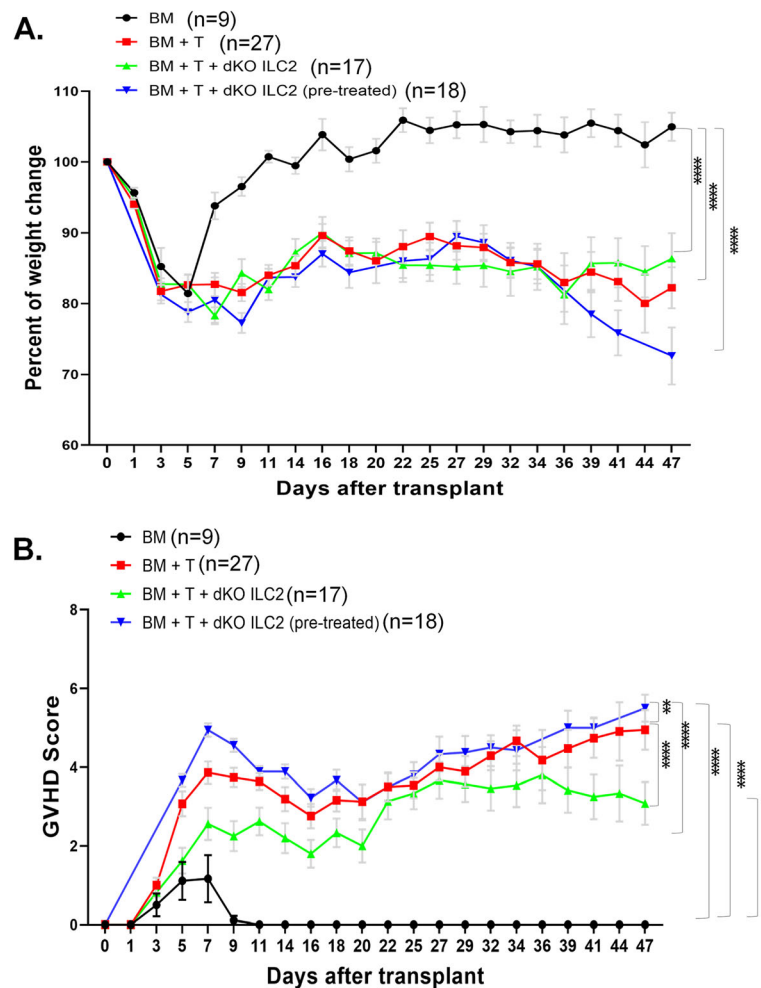 A.
BM (n=9)
BM + T (n=27)
BM + T + dKO ILC2 (n=17)
BM + T + dKO ILC2 (pre-treated) (n=18)
110
100
90
80
70
60
Percent of weight change
0 1 3 5 7 9 11 14 16 18 20 22 25 27 29 32 34 36 39 41 44 47
Days after transplant
****
****
****
B.
BM (n=9)
BM + T (n=27)
BM + T + dKO ILC2 (n=17)
BM + T + dKO ILC2 (pre-treated) (n=18)
8
6
4
2
0
GVHD Score
0 1 3 5 7 9 11 14 16 18 20 22 25 27 29 32 34 36 39 41 44 47
Days after transplant
**
****
****
****
****